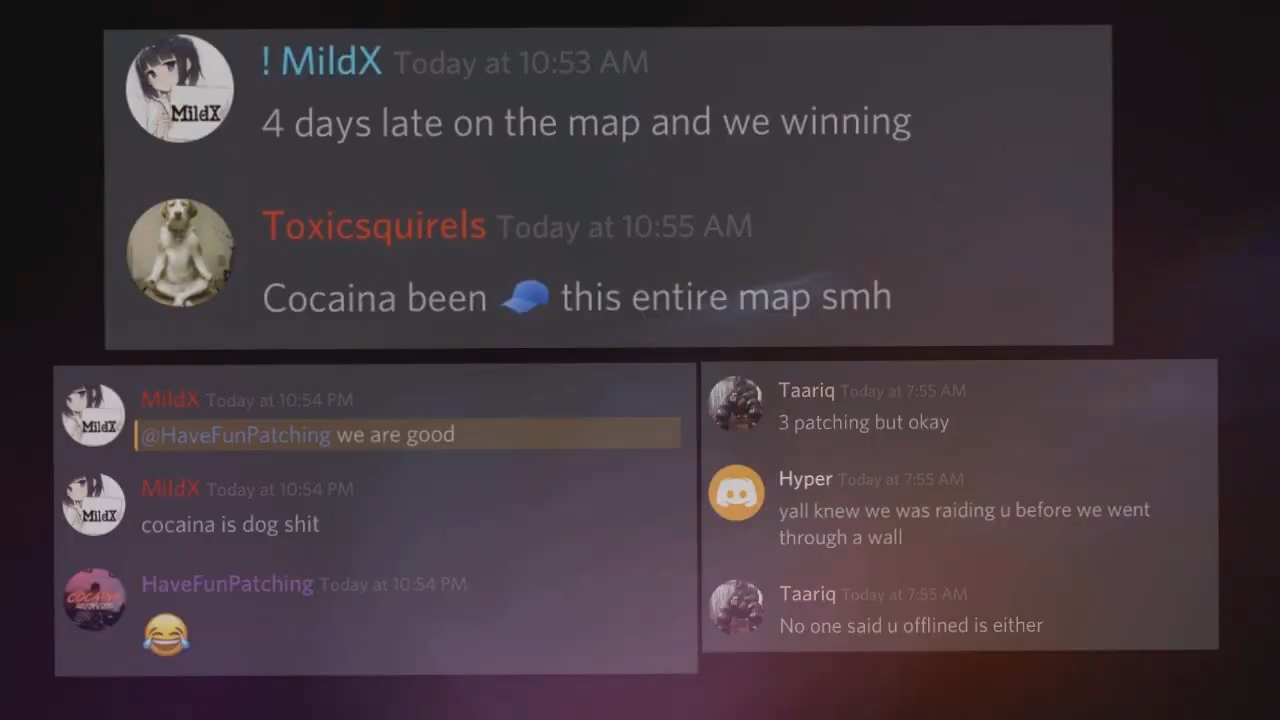 ! MildX Today at 10:53 AM
MildX
4 days late on the map and we winning
Toxicsquirels Today at 10:55 AM
Cocaina been 🧢 this entire map smh
MildX Today at 10:54 PM
MildX
@HaveFunPatching we are good
MildX Today at 10:54 PM
MildX
cocaina is dog shit
HaveFunPatching Today at 10:54 PM
😂
Taariq Today at 7:55 AM
3 patching but okay
Hyper Today at 7:55 AM
yall knew we was raiding u before we went
through a wall
Taariq Today at 7:55 AM
No one said u offlined is either